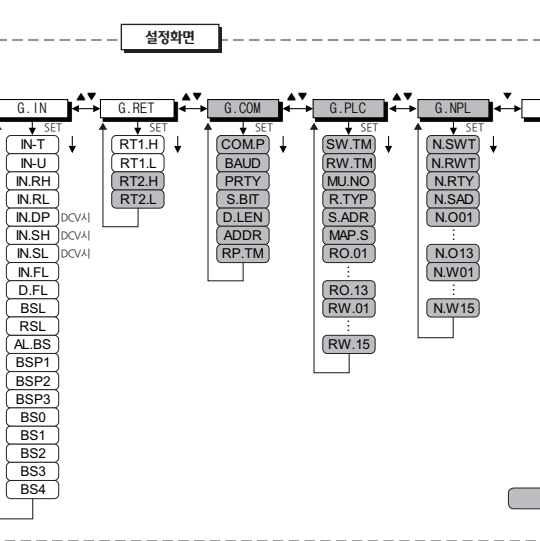 설정화면
▲▼ ▲▼ ▲▼ ▲▼ ▼
G.IN G.RET G.COM G.PLC G.NPL
SET SET SET SET SET
IN-T
IN-U
IN.RH
IN.RL
IN.DP DCV시
IN.SH DCV시
IN.SL DCV시
IN.FL
D.FL
BSL
RSL
AL.BS
BSP1
BSP2
BSP3
BS0
BS1
BS2
BS3
BS4
RT1.H
RT1.L
RT2.H
RT2.L
COM.P
BAUD
PRTY
S.BIT
D.LEN
ADDR
RP.TM
SW.TM
RW.TM
MU.NO
R.TYP
S.ADR
MAP.S
RO.01
⋮
RO.13
RW.01
⋮
RW.15
N.SWT
N.RWT
N.RTY
N.SAD
N.O01
⋮
N.O13
N.W01
⋮
N.W15